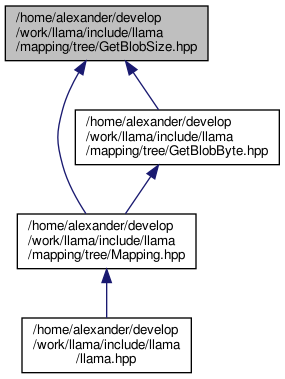 /home/alexander/develop
/work/llama/include/llama
/mapping/tree/GetBlobSize.hpp
/home/alexander/develop
/work/llama/include/llama
/mapping/tree/GetBlobByte.hpp
/home/alexander/develop
/work/llama/include/llama
/mapping/tree/Mapping.hpp
/home/alexander/develop
/work/llama/include/llama
/llama.hpp